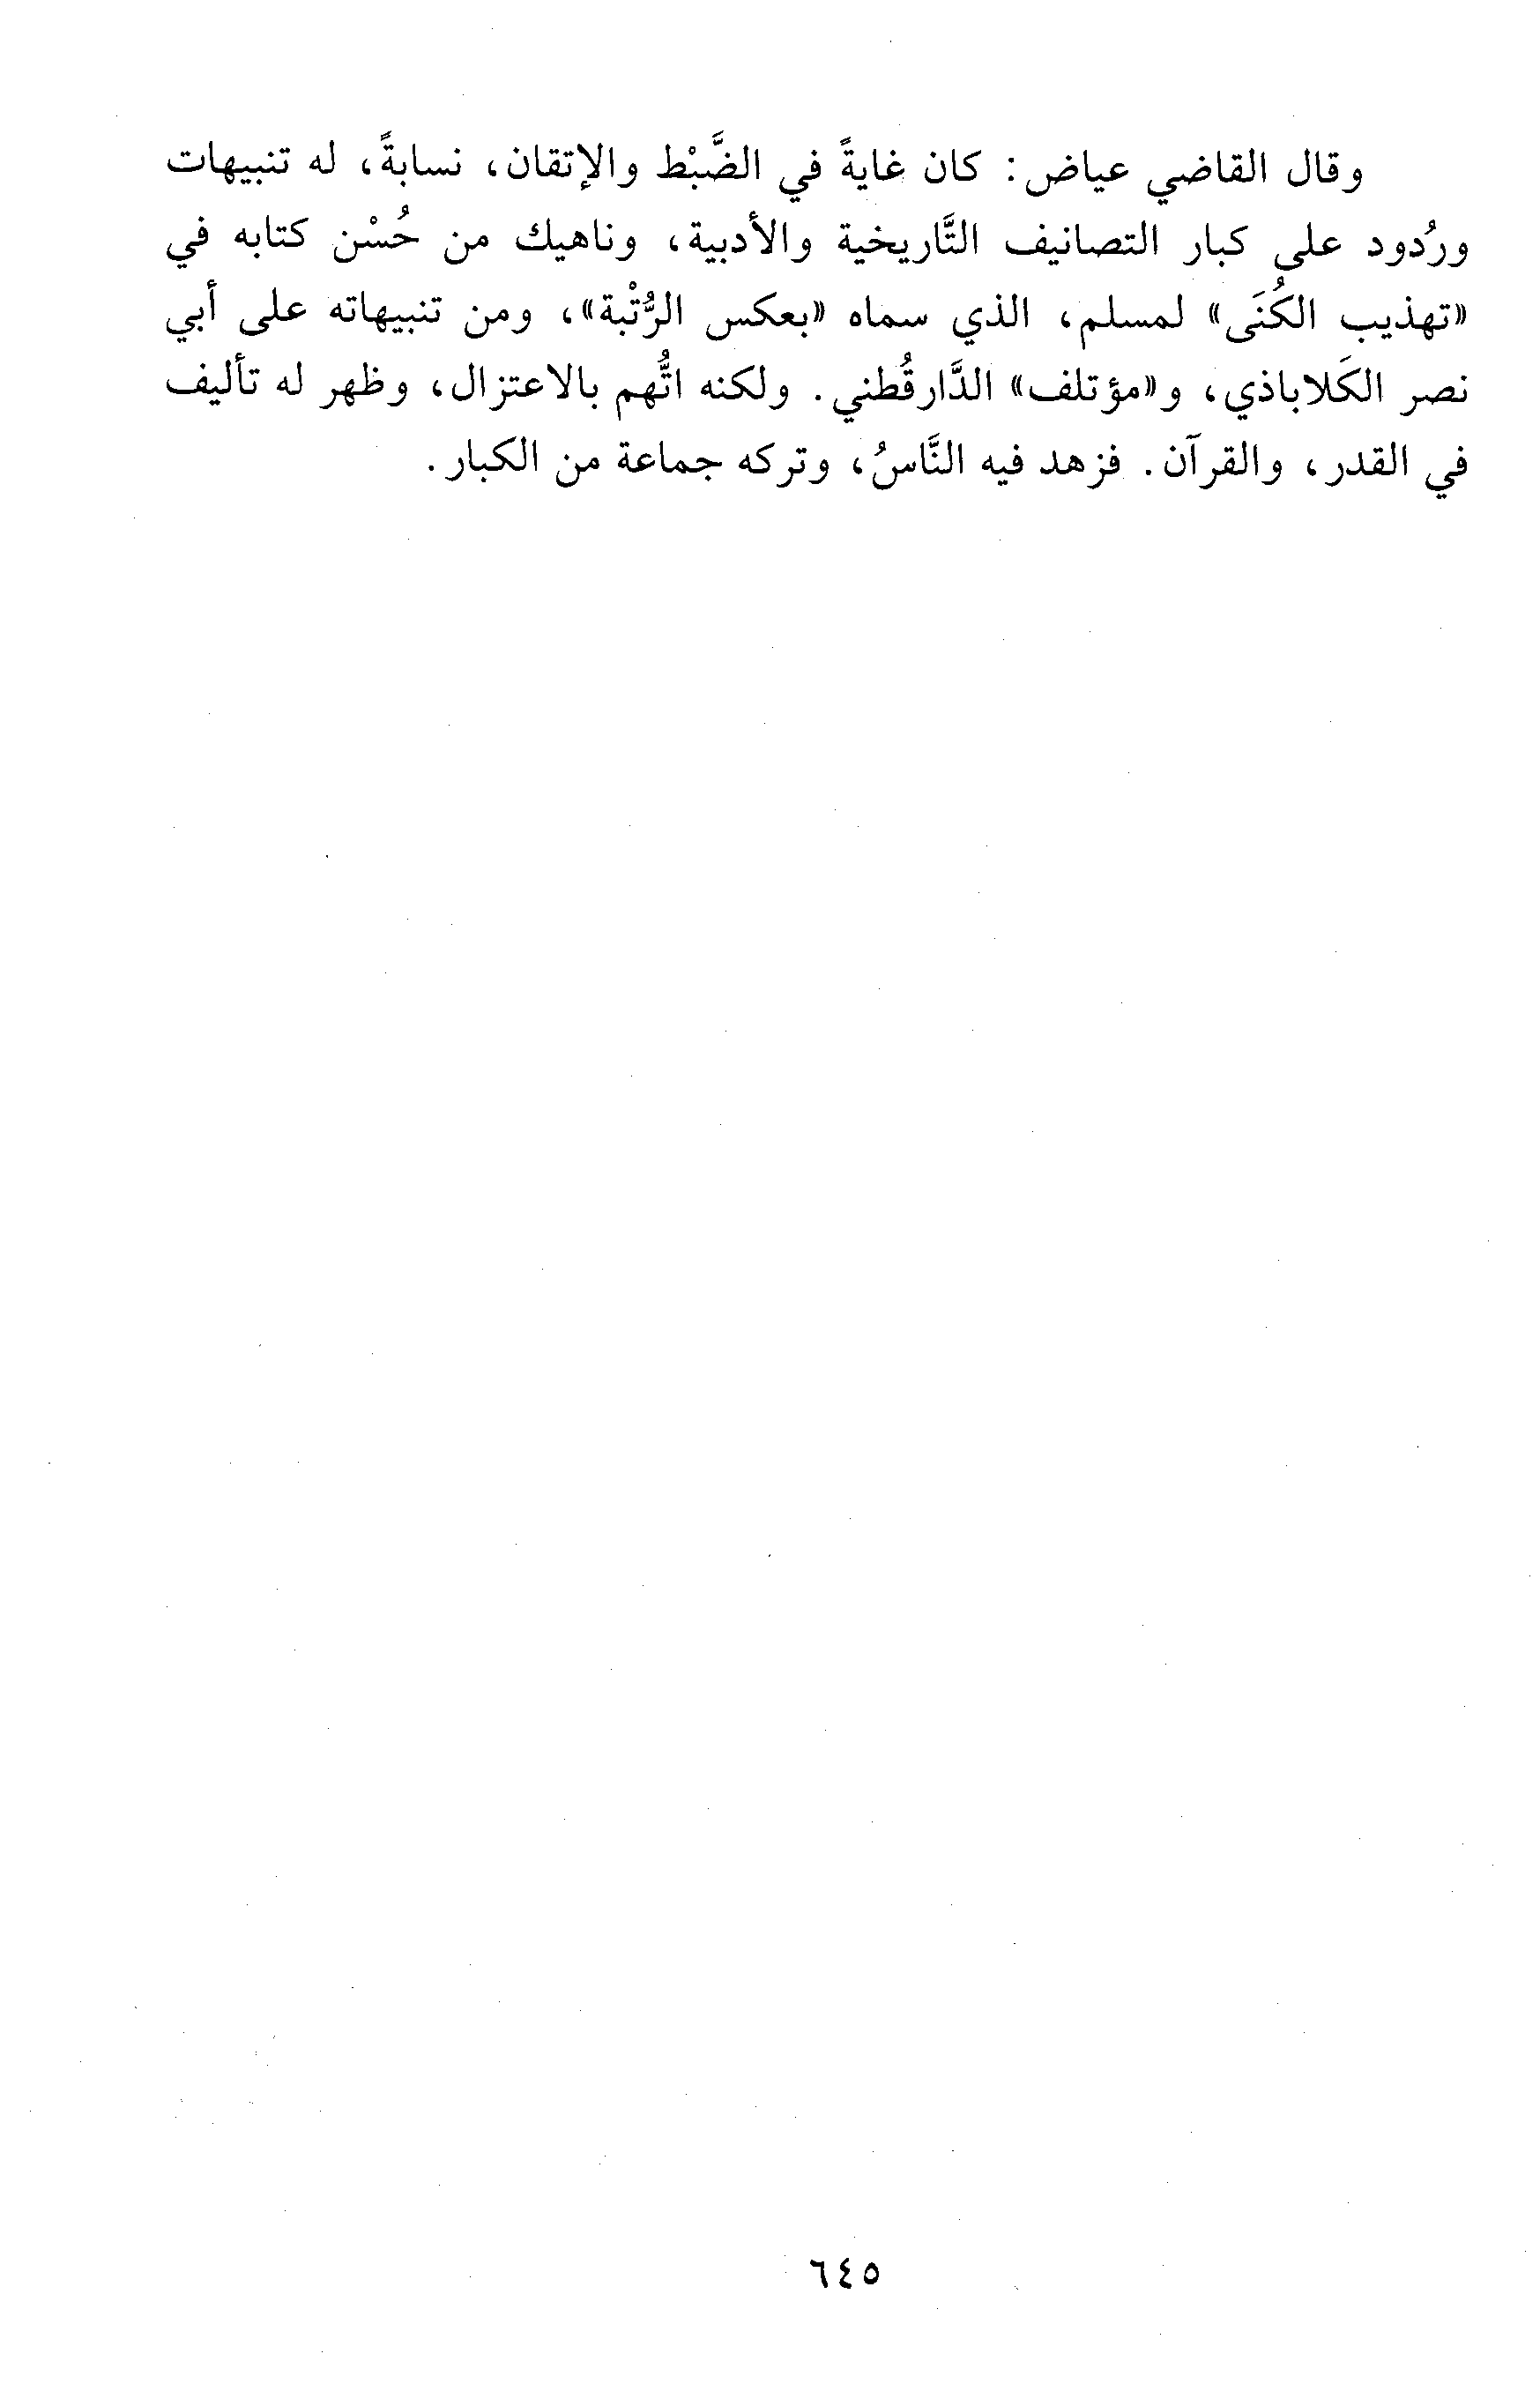 وقال القاضي عياض: كان غايةً في الضَّبْط والإتقان، نسابةً، له تنبيهات
ورُدود على كبار التصانيف التَّاريخية والأدبية، وناهيك من حُسْن كتابه في
«تهذيب الكُنَى» لمسلم، الذي سماه «بعكس الرُّتْبة»، ومن تنبيهاته على أبي
نصر الكَلاباذي، و«مؤتلف» الدَّارقُطني. ولكنه اتُّهم بالاعتزال، وظهر له تأليف
في القدر، والقرآن. فزهد فيه النَّاسُ، وتركه جماعة من الكبار.
٦٤٥